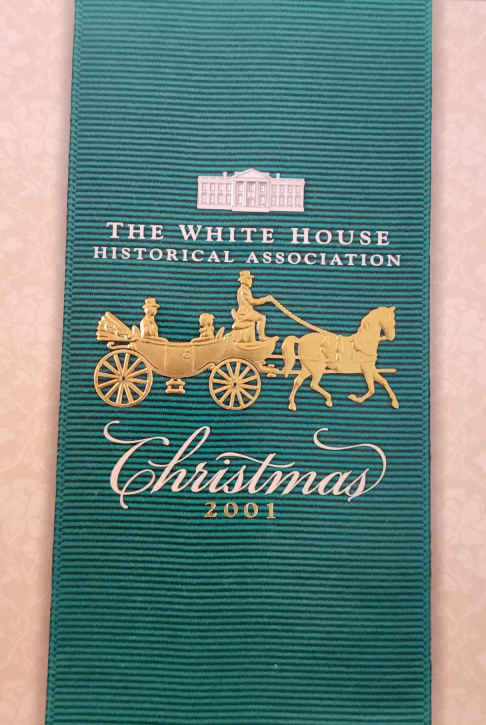 THE WHITE HOUSE
HISTORICAL ASSOCIATION
Christmas
2001